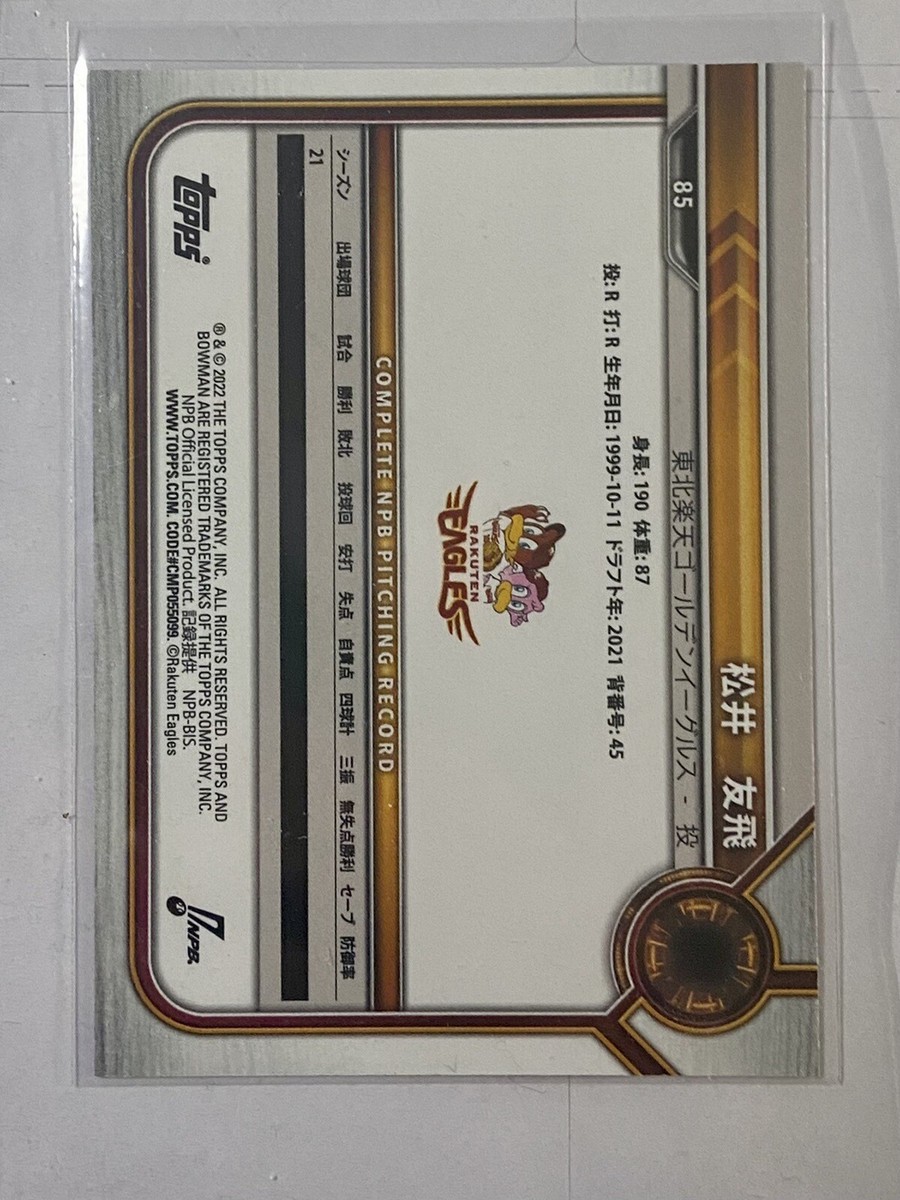 85
松井 友飛
東北楽天ゴールデンイーグルス - 投
身長: 190 体重: 87
投: R 打: R 生年月日: 1999-10-11 ドラフト年: 2021 背番号: 45
RAKUTEN
EAGLES
COMPLETE NPB PITCHING RECORD
シーズン 出場球団 試合 勝利 敗北 投球回 安打 失点 自責点 四球計 三振 無失点勝利 セーブ 防御率
21
topps®
® & © 2022 THE TOPPS COMPANY, INC. ALL RIGHTS RESERVED. TOPPS AND
BOWMAN ARE REGISTERED TRADEMARKS OF THE TOPPS COMPANY, INC.
NPB Official Licensed Product. 記録提供 NPB-BIS.
WWW.TOPPS.COM. CODE#CMP055099. ©Rakuten Eagles
NPB